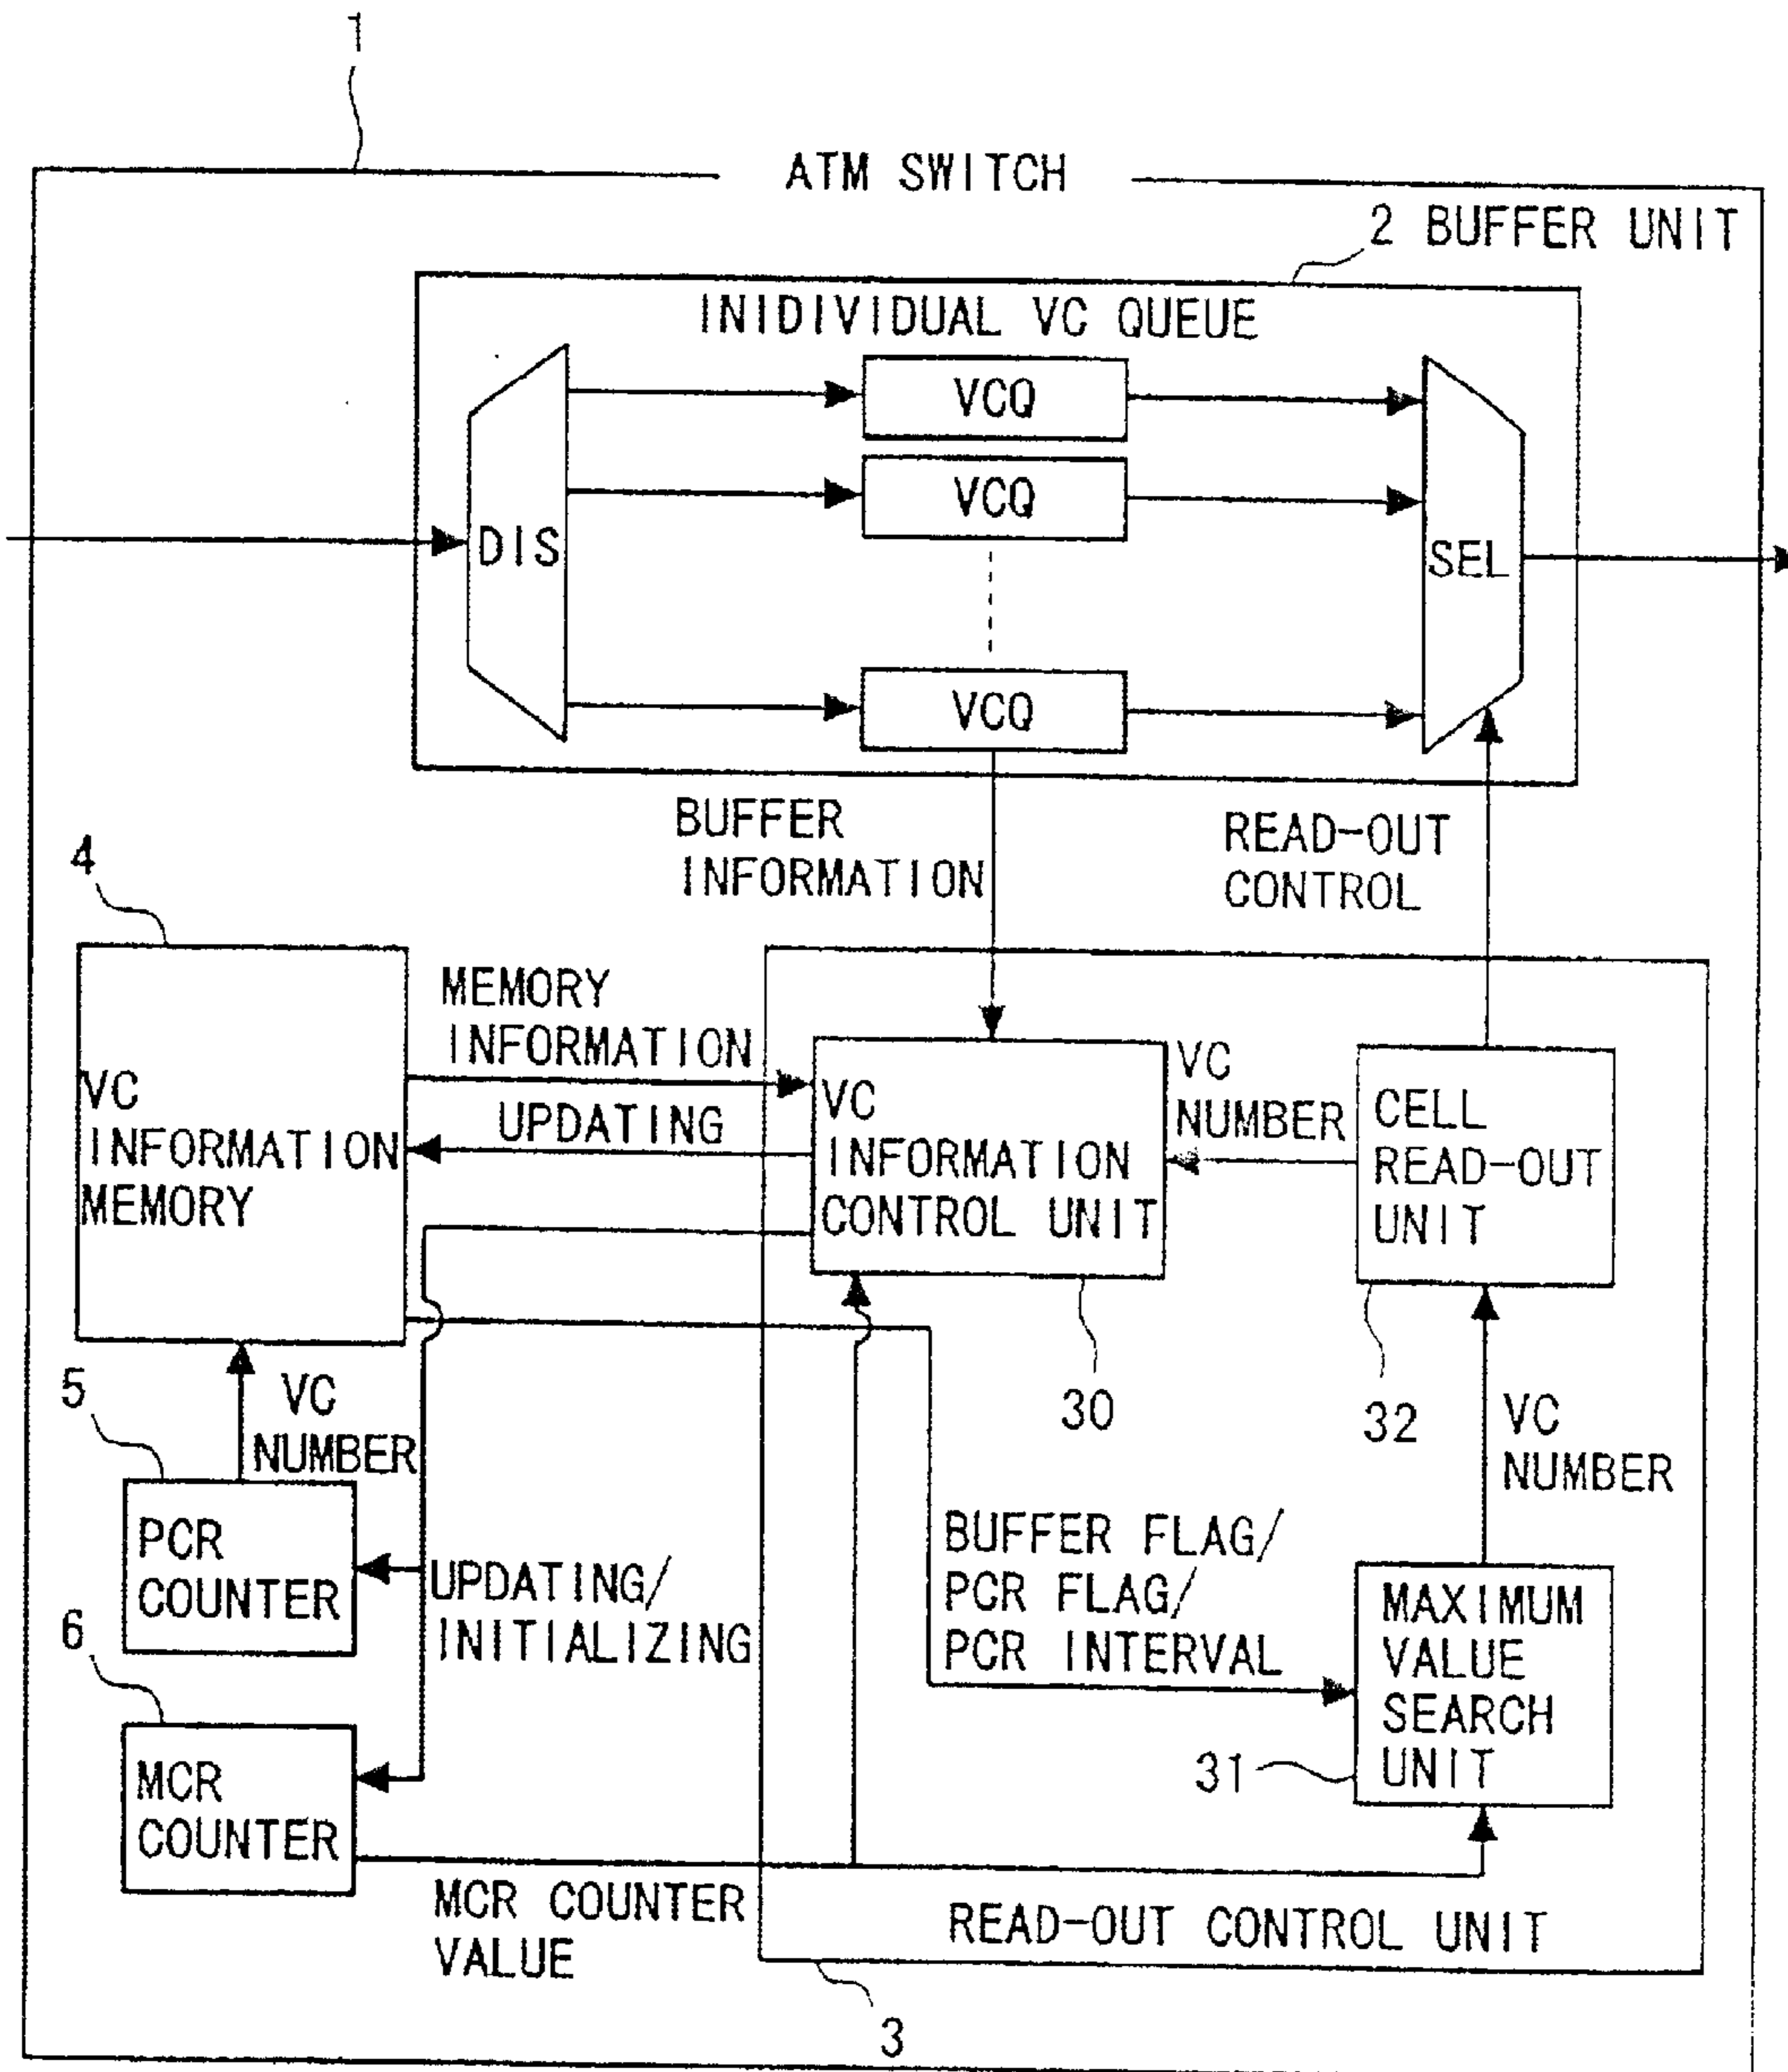 1
ATM SWITCH
2 BUFFER UNIT
INIDIVIDUAL VC QUEUE
VCQ
VCQ
DIS
SEL
VCQ
BUFFER
INFORMATION
READ-OUT
CONTROL
4
MEMORY
INFORMATION
VC
INFORMATION
MEMORY
UPDATING
VC
INFORMATION
CONTROL UNIT
VC
NUMBER
CELL
READ-OUT
UNIT
30
32
5
VC
NUMBER
VC
NUMBER
PCR
COUNTER
UPDATING/
INITIALIZING
BUFFER FLAG/
PCR FLAG/
PCR INTERVAL
MAXIMUM
VALUE
SEARCH
UNIT
31
6
MCR
COUNTER
MCR COUNTER
VALUE
READ-OUT CONTROL UNIT
3